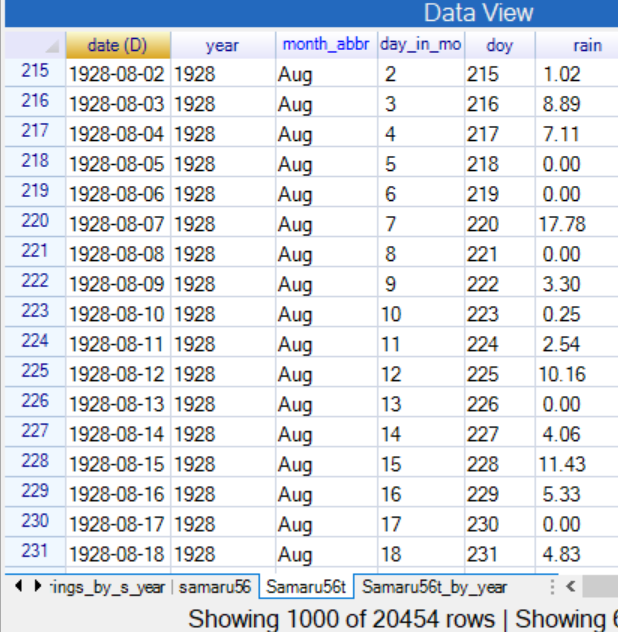 Data View
date (D) year month_abbr day_in_mo doy rain
215 1928-08-02 1928 Aug 2 215 1.02
216 1928-08-03 1928 Aug 3 216 8.89
217 1928-08-04 1928 Aug 4 217 7.11
218 1928-08-05 1928 Aug 5 218 0.00
219 1928-08-06 1928 Aug 6 219 0.00
220 1928-08-07 1928 Aug 7 220 17.78
221 1928-08-08 1928 Aug 8 221 0.00
222 1928-08-09 1928 Aug 9 222 3.30
223 1928-08-10 1928 Aug 10 223 0.25
224 1928-08-11 1928 Aug 11 224 2.54
225 1928-08-12 1928 Aug 12 225 10.16
226 1928-08-13 1928 Aug 13 226 0.00
227 1928-08-14 1928 Aug 14 227 4.06
228 1928-08-15 1928 Aug 15 228 11.43
229 1928-08-16 1928 Aug 16 229 5.33
230 1928-08-17 1928 Aug 17 230 0.00
231 1928-08-18 1928 Aug 18 231 4.83
rings_by_s_year samaru56 Samaru56t Samaru56t_by_year
Showing 1000 of 20454 rows | Showing 6